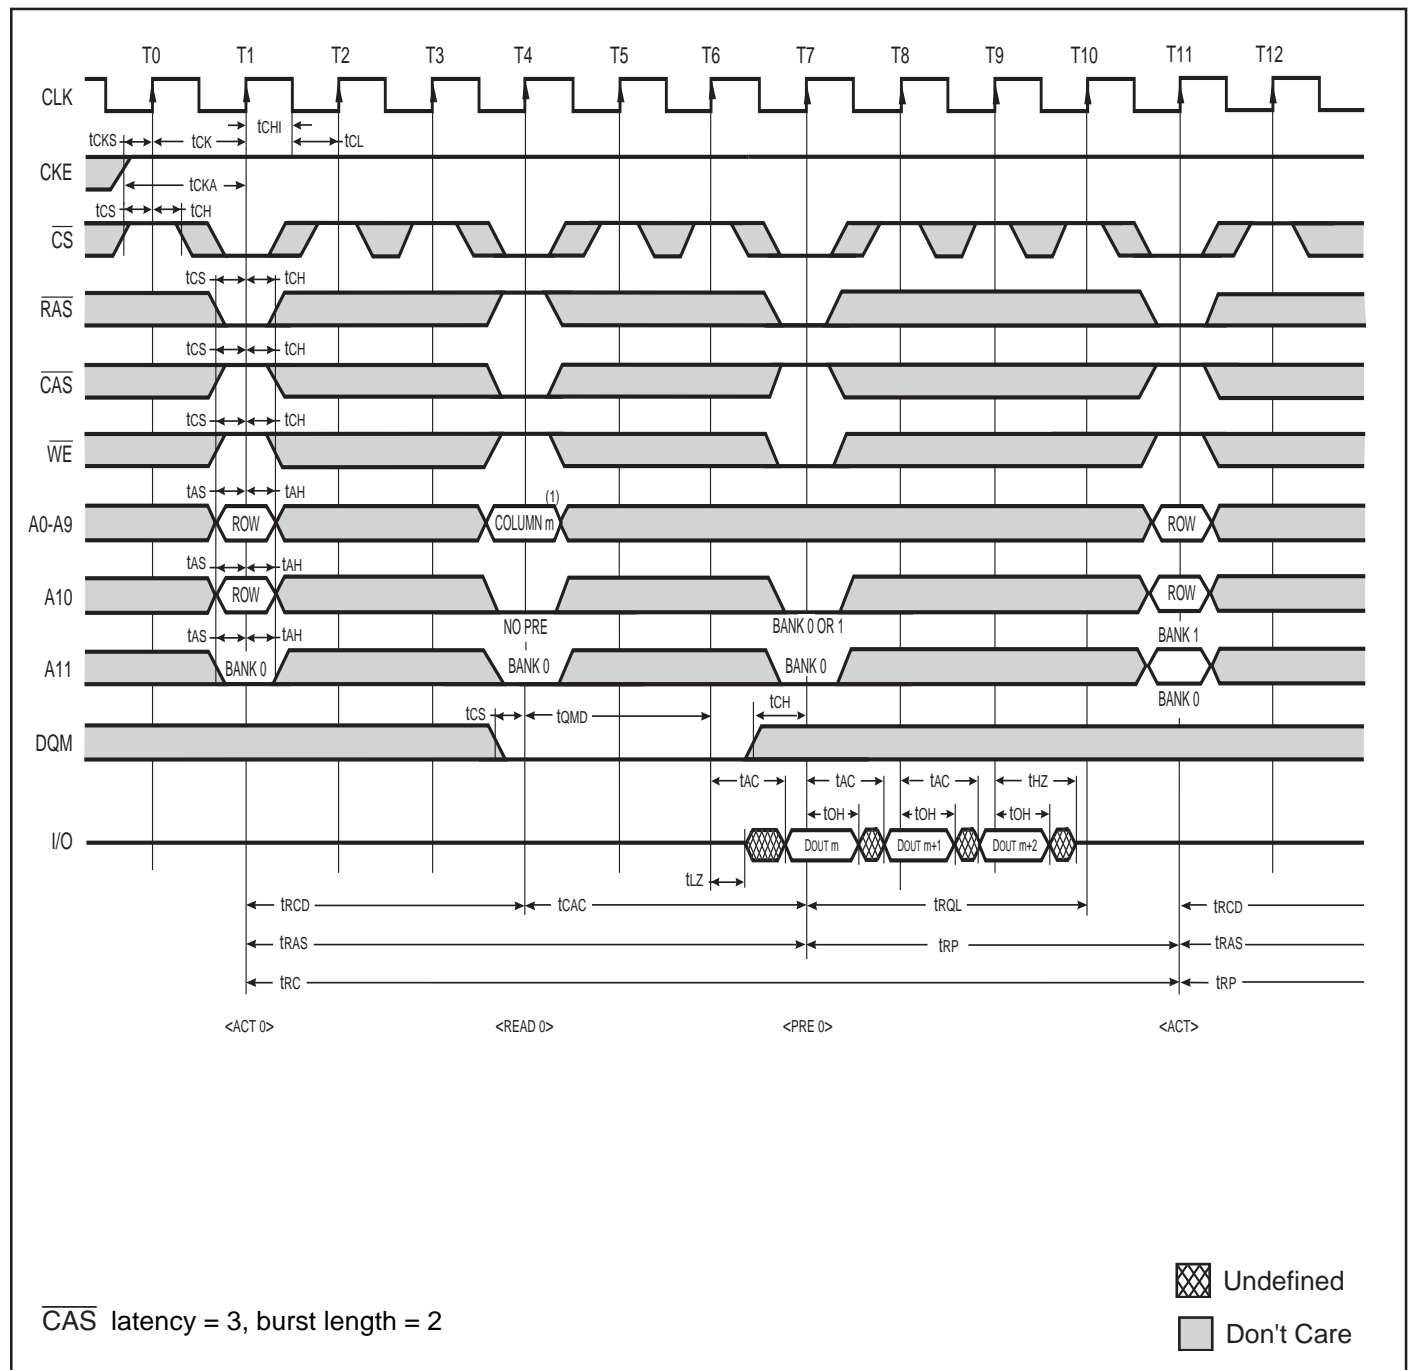 T0 T1 T2 T3 T4 T5 T6 T7 T8 T9 T10 T11 T12
CLK
tCHI
tCKS tCK tCL
CKE
tCKA
tCS tCH
CS
tCS tCH
RAS
tCS tCH
CAS
tCS tCH
WE
tAS tAH (1)
A0-A9 ROW COLUMN m ROW
tAS tAH
A10 ROW ROW
NO PRE BANK 0 OR 1 BANK 1
tAS tAH
A11 BANK 0 BANK 0 BANK 0
BANK 0
tCS tQMD tCH
DQM
tAC tAC tAC tHZ
tOH tOH tOH
I/O DOUT m DOUT m+1 DOUT m+2
tLZ
tRCD tCAC tRQL tRCD
tRAS tRP tRAS
tRC tRP
<ACT 0> <READ 0> <PRE 0> <ACT>
Undefined
CAS latency = 3, burst length = 2
Don't Care